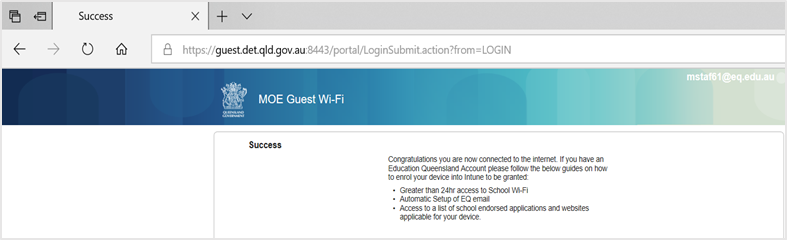 Success
https://guest.det.qld.gov.au:8443/portal/LoginSubmit.action?from=LOGIN
mstaf61@eq.edu.au
QUEENSLAND
GOVERNMENT
MOE Guest Wi-Fi
Success
Congratulations you are now connected to the internet. If you have an
Education Queensland Account please follow the below guides on how
to enrol your device into Intune to be granted:
• Greater than 24hr access to School Wi-Fi
• Automatic Setup of EQ email
• Access to a list of school endorsed applications and websites
applicable for your device.